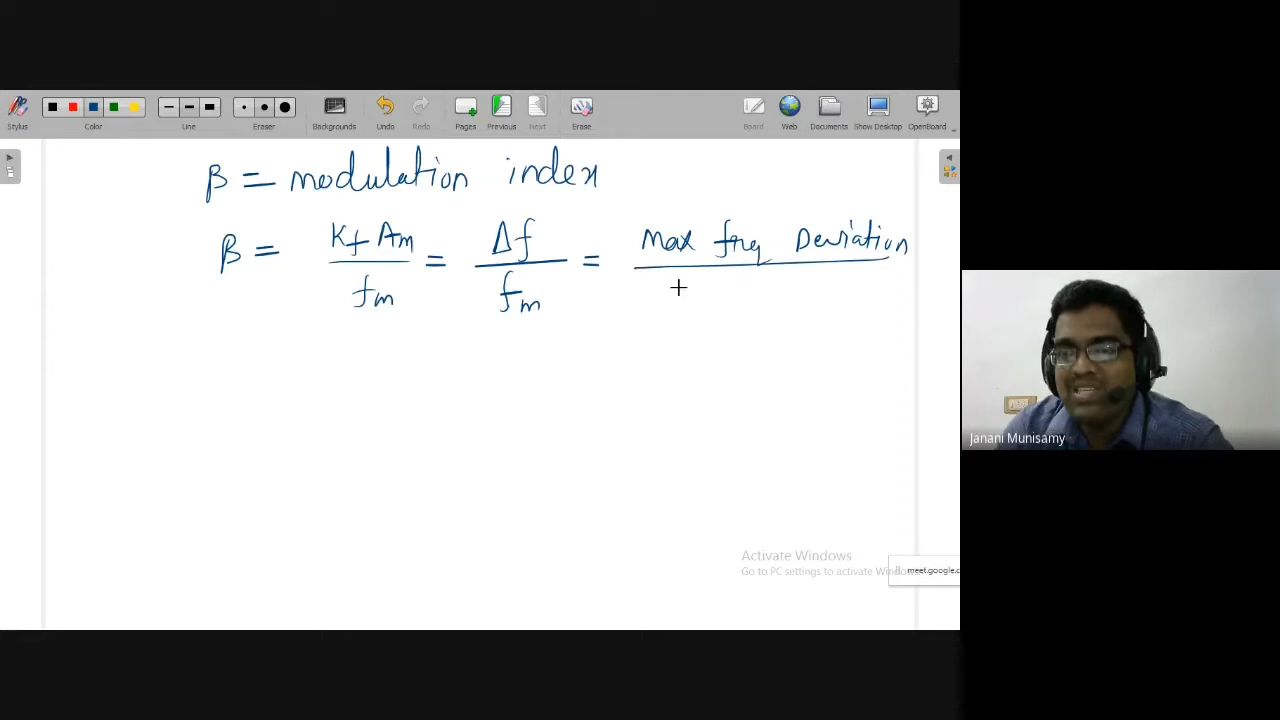 Stylus Color Line Eraser Backgrounds Undo Redo Pages Previous Next Erase Board Web Documents Show Desktop OpenBoard
β = modulation index
β = Kf Am / fm = Δf / fm = Max freq Deviation
Janani Munisamy
Activate Windows
Go to PC settings to activate Windows.
meet.google.c